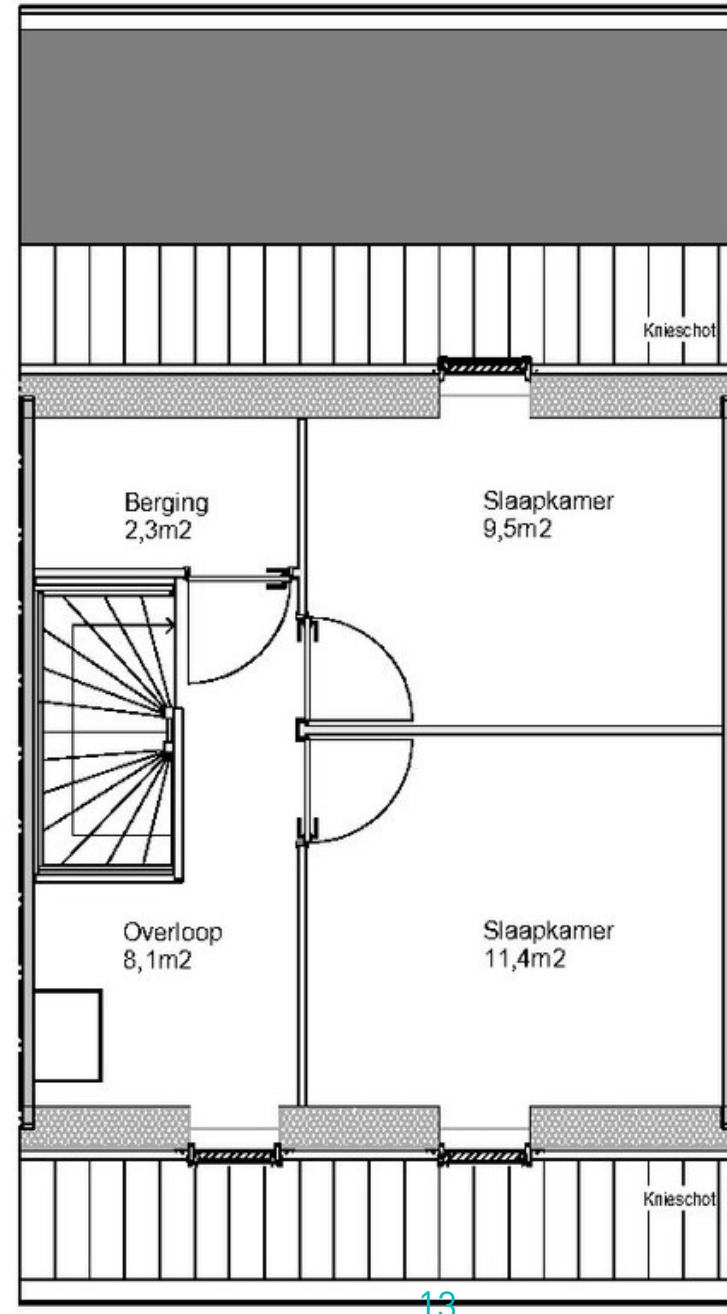 Knieschot
Berging
2,3m2
Slaapkamer
9,5m2
Overloop
8,1m2
Slaapkamer
11,4m2
Knieschot
13